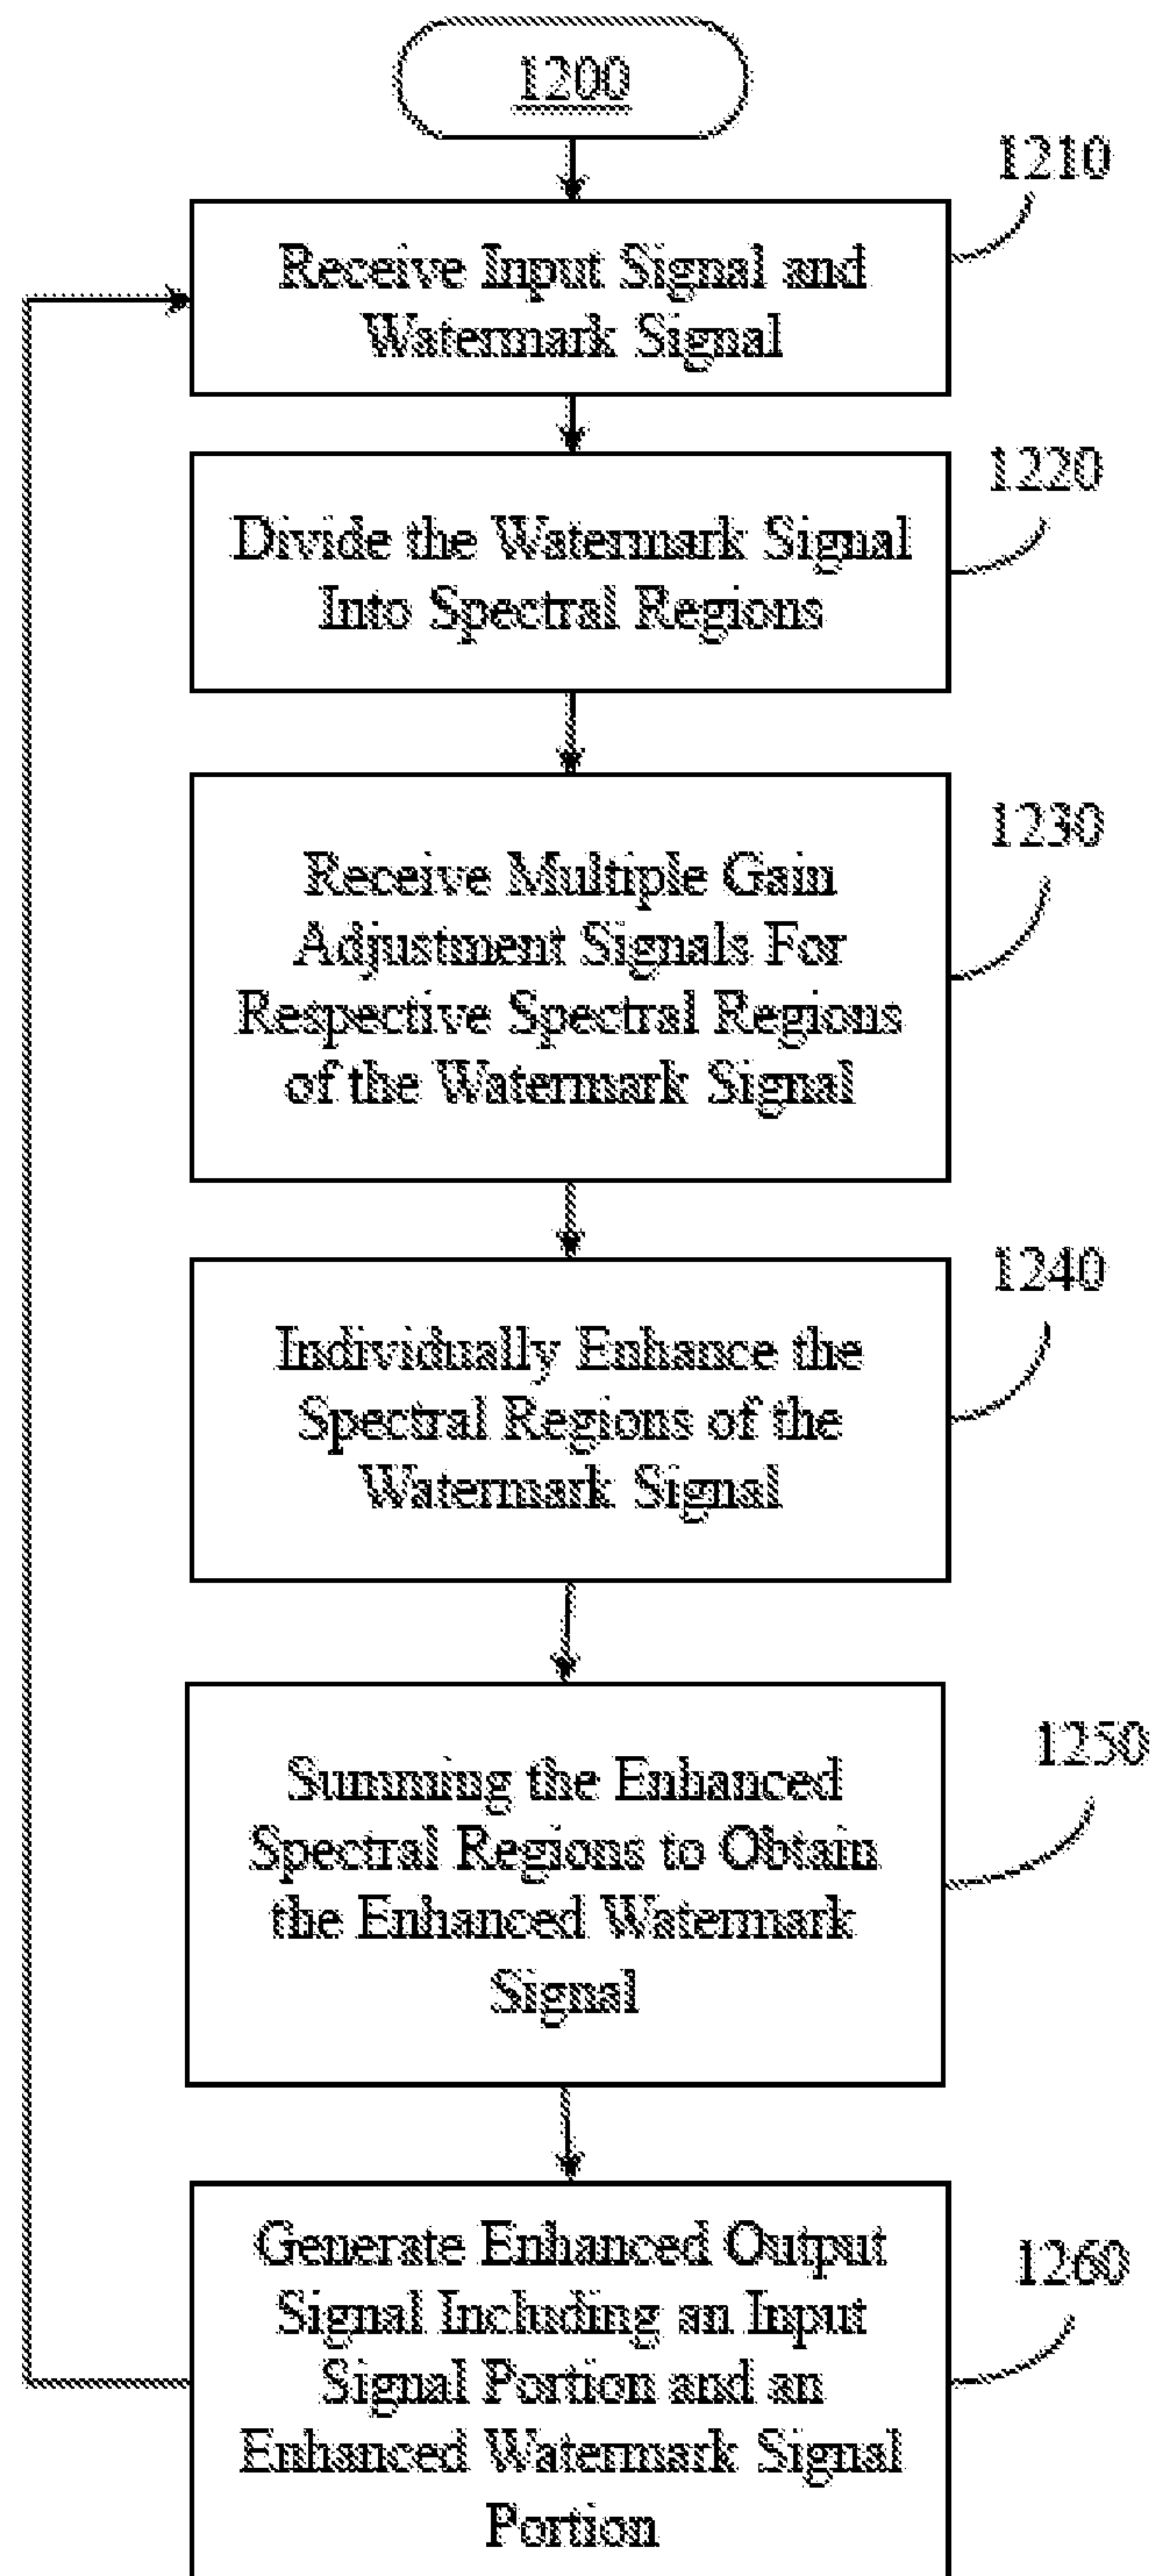 1200
1210
Receive Input Signal and
Watermark Signal
1220
Divide the Watermark Signal
Into Spectral Regions
1230
Receive Multiple Gain
Adjustment Signals For
Respective Spectral Regions
of the Watermark Signal
1240
Individually Enhance the
Spectral Regions of the
Watermark Signal
1250
Summing the Enhanced
Spectral Regions to Obtain
the Enhanced Watermark
Signal
1260
Generate Enhanced Output
Signal Including an Input
Signal Portion and an
Enhanced Watermark Signal
Portion